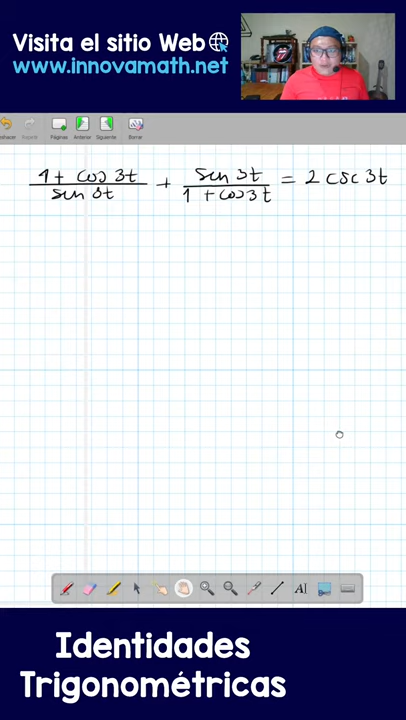 Visita el sitio Web
www.innovamath.net
Páginas Anterior Siguiente Borrar
1 + cos 3t / sen 3t + sen 3t / 1 + cos 3t = 2 csc 3t
AI
Identidades
Trigonométricas